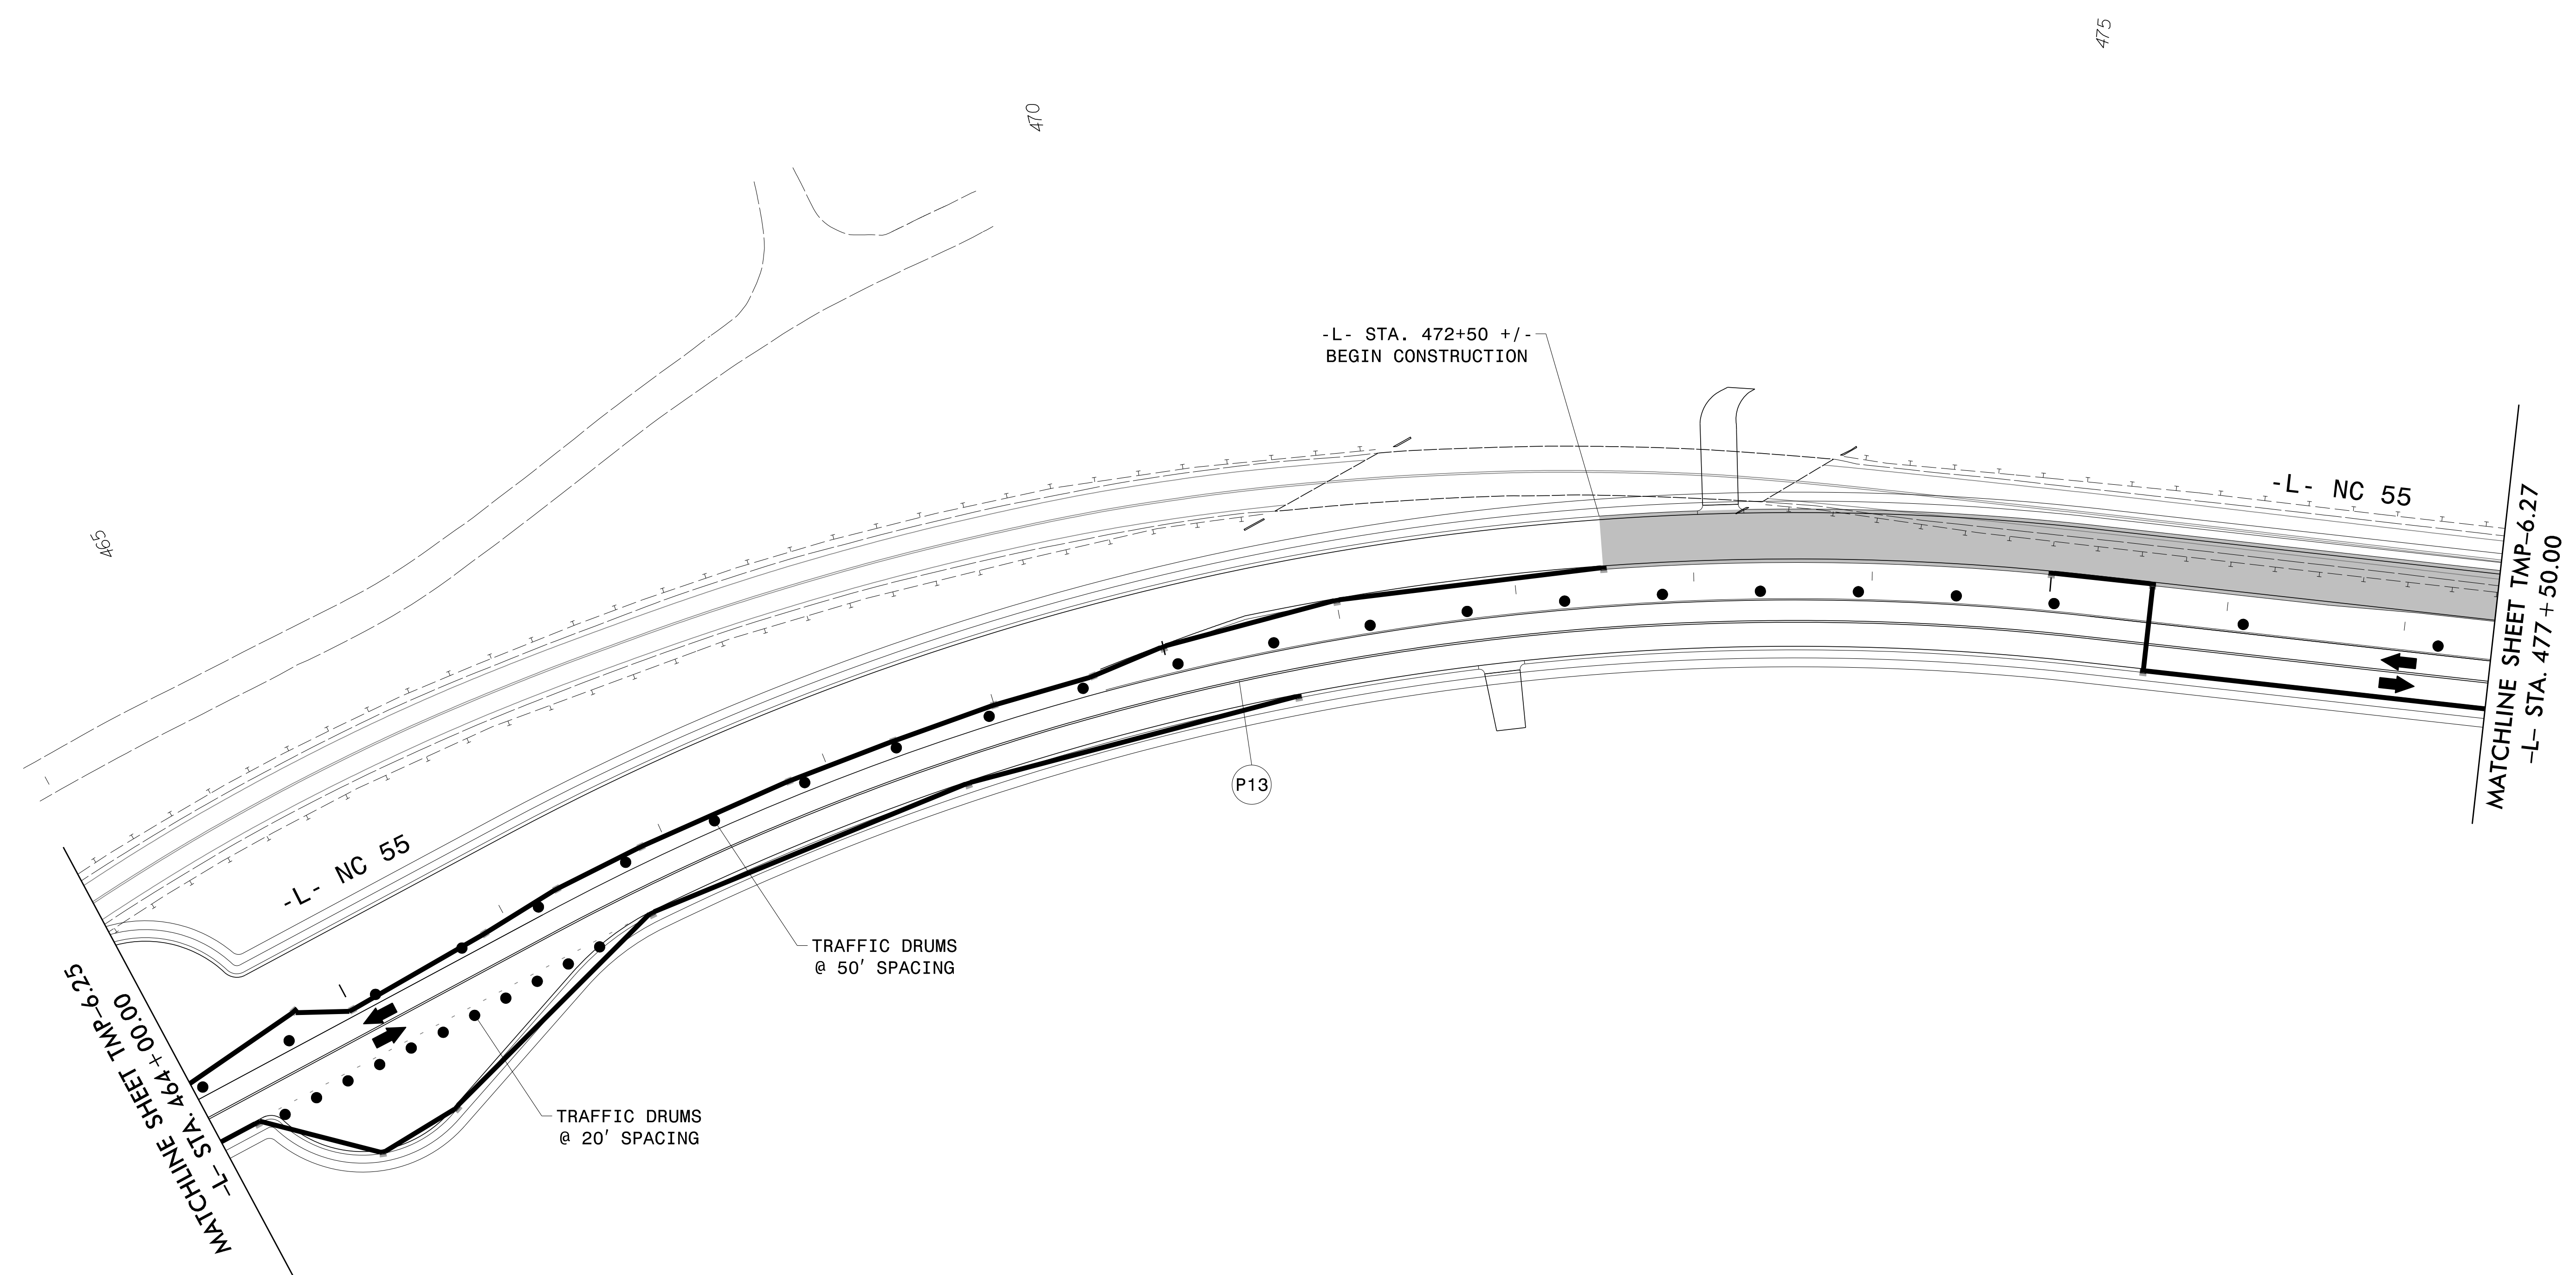 475
470
465
-L- STA. 472+50 +/-
BEGIN CONSTRUCTION
-L- NC 55
MATCHLINE SHEET TMP-6.27
-L- STA. 477+50.00
P13
-L- NC 55
TRAFFIC DRUMS
@ 50' SPACING
MATCHLINE SHEET TMP-6.25
-L- STA. 464+00.00
TRAFFIC DRUMS
@ 20' SPACING